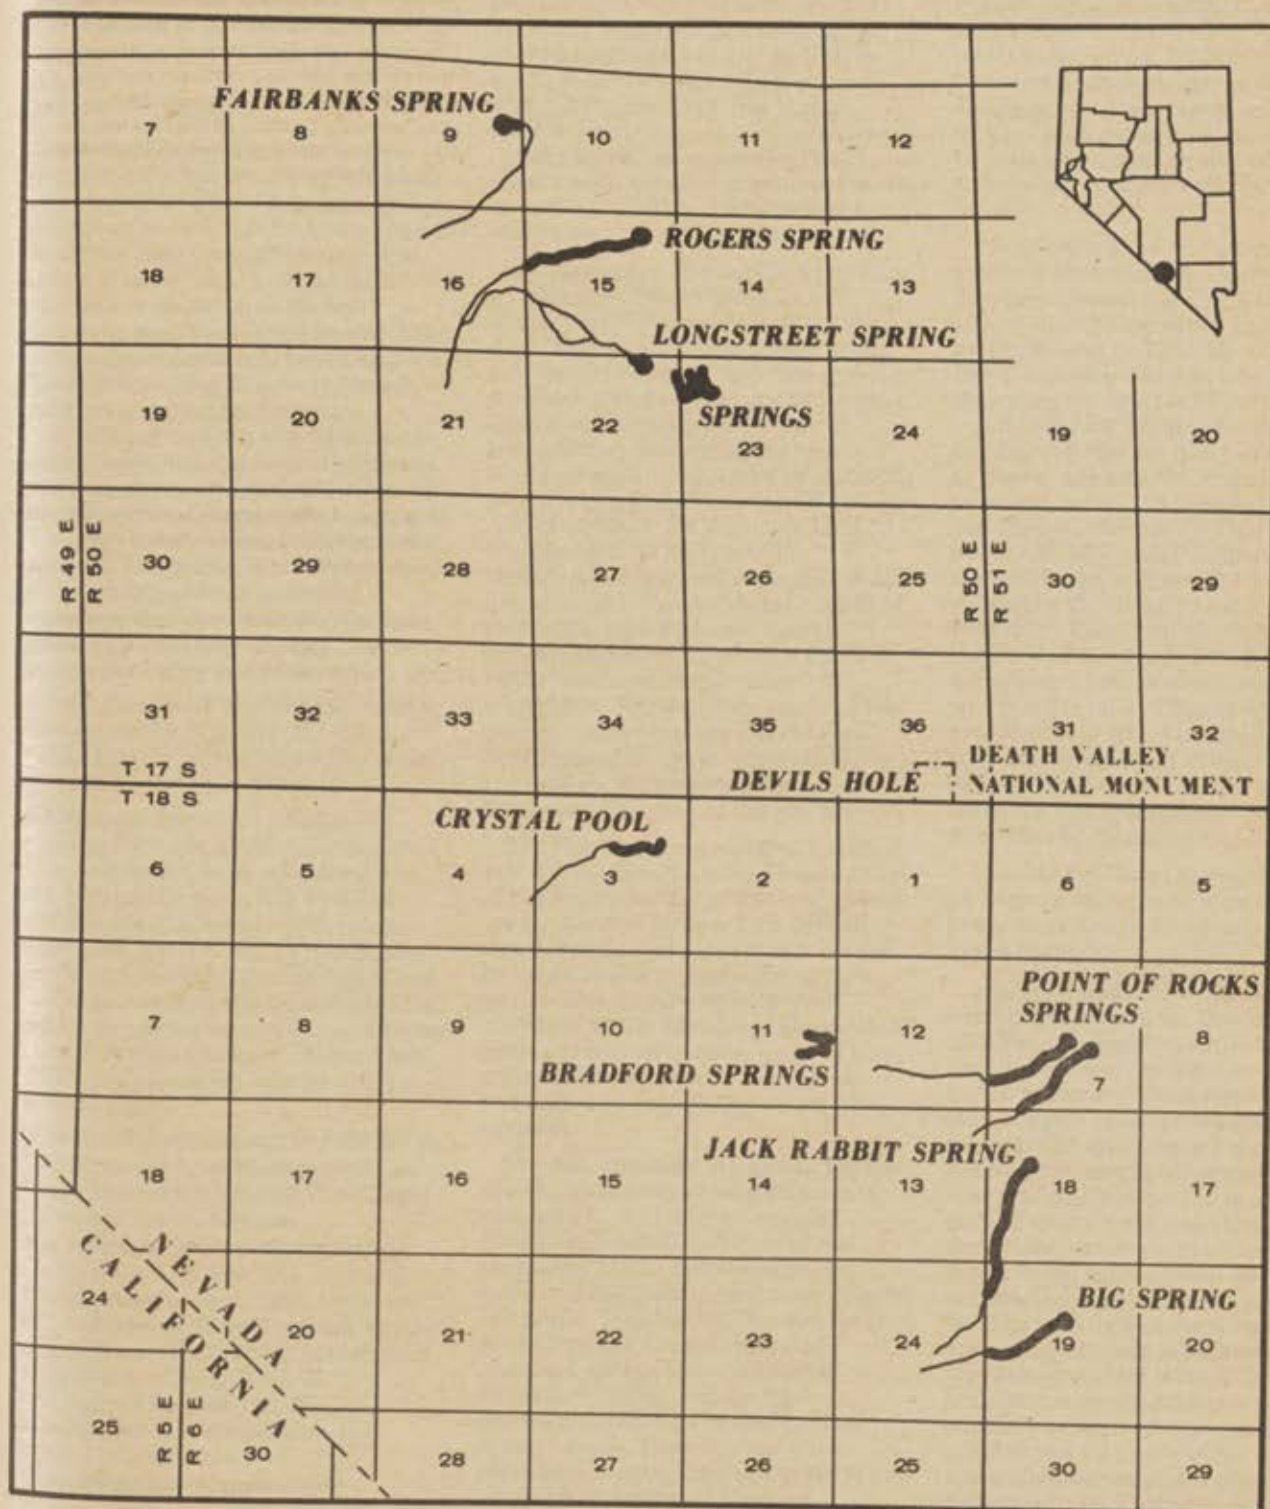 FAIRBANKS SPRING
7 8 9 10 11 12
ROGERS SPRING
18 17 16 15 14 13
LONGSTREET SPRING
SPRINGS
19 20 21 22 23 24 19 20
R 49 E
R 50 E
R 50 E
R 51 E
30 29 28 27 26 25 30 29
31 32 33 34 35 36 31 32
T 17 S
DEVILS HOLE
DEATH VALLEY
NATIONAL MONUMENT
T 18 S
CRYSTAL POOL
6 5 4 3 2 1 6 5
POINT OF ROCKS
SPRINGS
7 8 9 10 11 12 7 8
BRADFORD SPRINGS
JACK RABBIT SPRING
18 17 16 15 14 13 18 17
NEVADA
CALIFORNIA
BIG SPRING
24 20 21 22 23 24 19 20
R 5 E
R 6 E
25 30 28 27 26 25 30 29